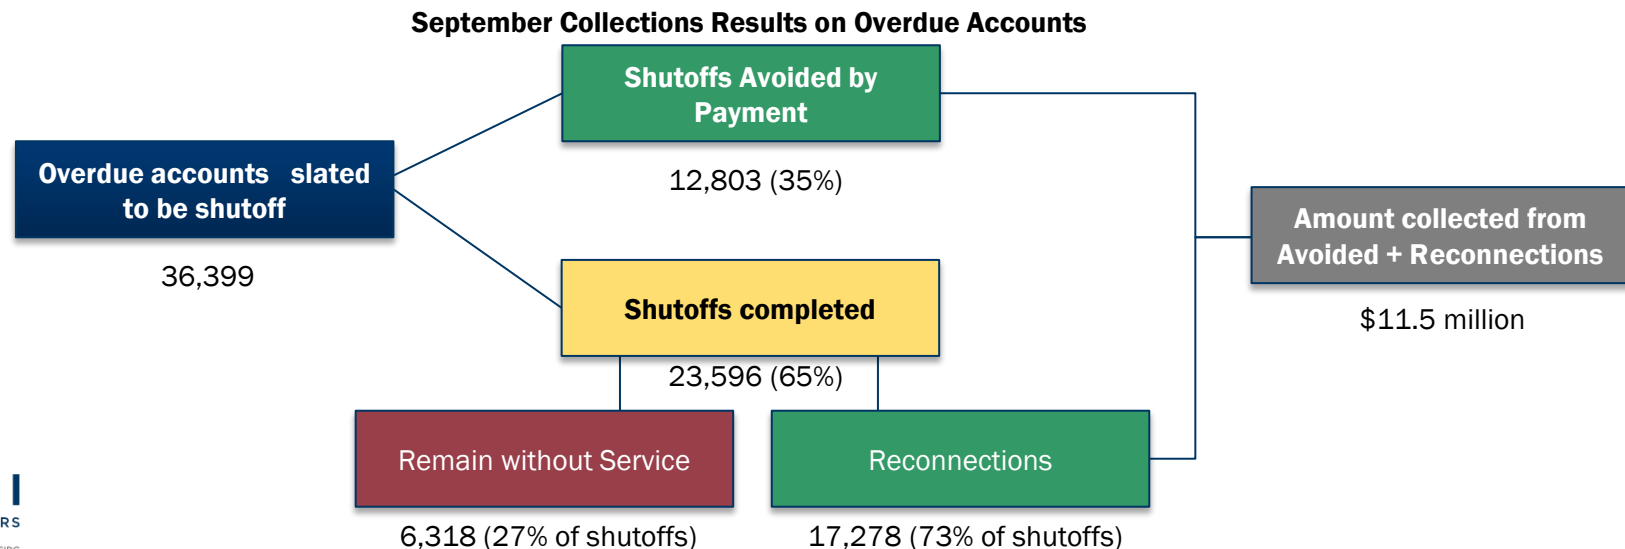 September Collections Results on Overdue Accounts
Shutoffs Avoided by
Payment
12,803 (35%)
Overdue accounts slated
to be shutoff
36,399
Amount collected from
Avoided + Reconnections
$11.5 million
Shutoffs completed
23,596 (65%)
Remain without Service
6,318 (27% of shutoffs)
Reconnections
17,278 (73% of shutoffs)
RS